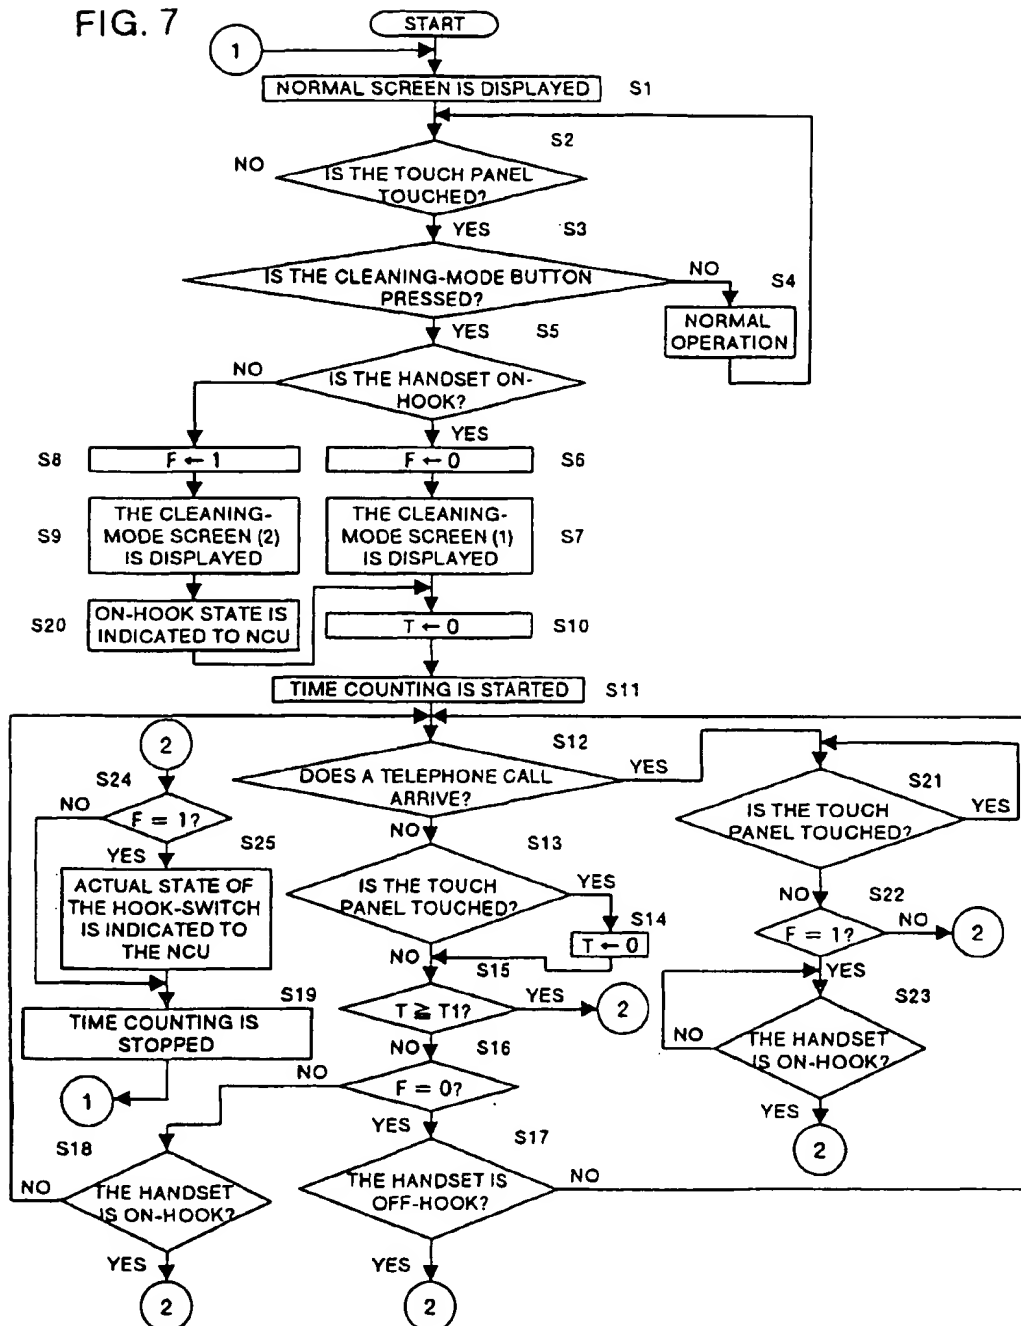 FIG. 7
START
1
NORMAL SCREEN IS DISPLAYED
S1
S2
NO
IS THE TOUCH PANEL
TOUCHED?
YES
S3
IS THE CLEANING-MODE BUTTON
PRESSED?
NO
S4
NORMAL
OPERATION
YES
S5
NO
IS THE HANDSET ON-
HOOK?
YES
S8
F ← 1
F ← 0
S6
S9
THE CLEANING-
MODE SCREEN (2)
IS DISPLAYED
THE CLEANING-
MODE SCREEN (1)
IS DISPLAYED
S7
S20
ON-HOOK STATE IS
INDICATED TO NCU
T ← 0
S10
TIME COUNTING IS STARTED
S11
2
S12
DOES A TELEPHONE CALL
ARRIVE?
YES
S21
IS THE TOUCH
PANEL TOUCHED?
YES
S24
NO
F = 1?
YES
S25
ACTUAL STATE OF
THE HOOK-SWITCH
IS INDICATED TO
THE NCU
NO
S13
IS THE TOUCH
PANEL TOUCHED?
YES
S14
T ← 0
NO
S22
F = 1?
NO
2
YES
S23
NO
THE HANDSET
IS ON-HOOK?
YES
2
NO
S15
T ≧ T1?
YES
2
S19
TIME COUNTING IS
STOPPED
1
NO
S16
NO
F = 0?
YES
S17
THE HANDSET IS
OFF-HOOK?
NO
YES
2
S18
NO
THE HANDSET
IS ON-HOOK?
YES
2